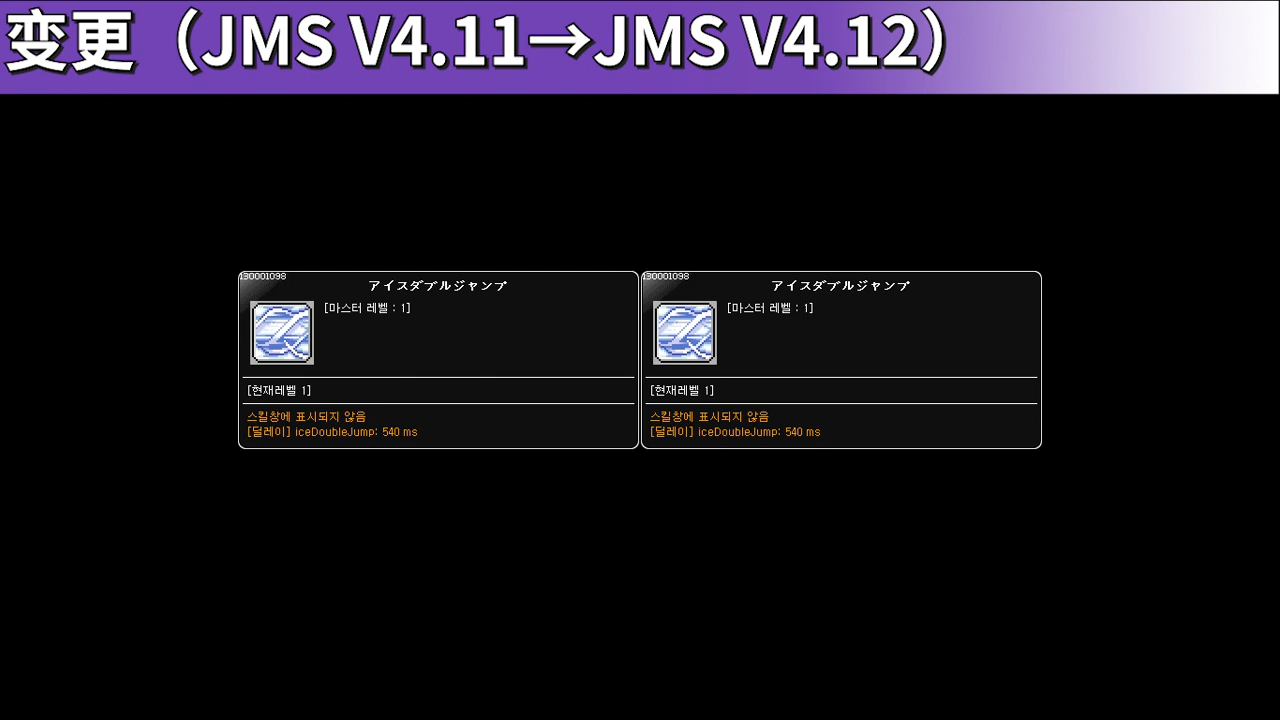 变更（JMS V4.11→JMS V4.12）
130001098
アイスダブルジャンプ
[마스터 레벨 : 1]
[현재레벨 1]
스킬창에 표시되지 않음
[딜레이] iceDoubleJump: 540 ms
130001098
アイスダブルジャンプ
[마스터 레벨 : 1]
[현재레벨 1]
스킬창에 표시되지 않음
[딜레이] iceDoubleJump: 540 ms